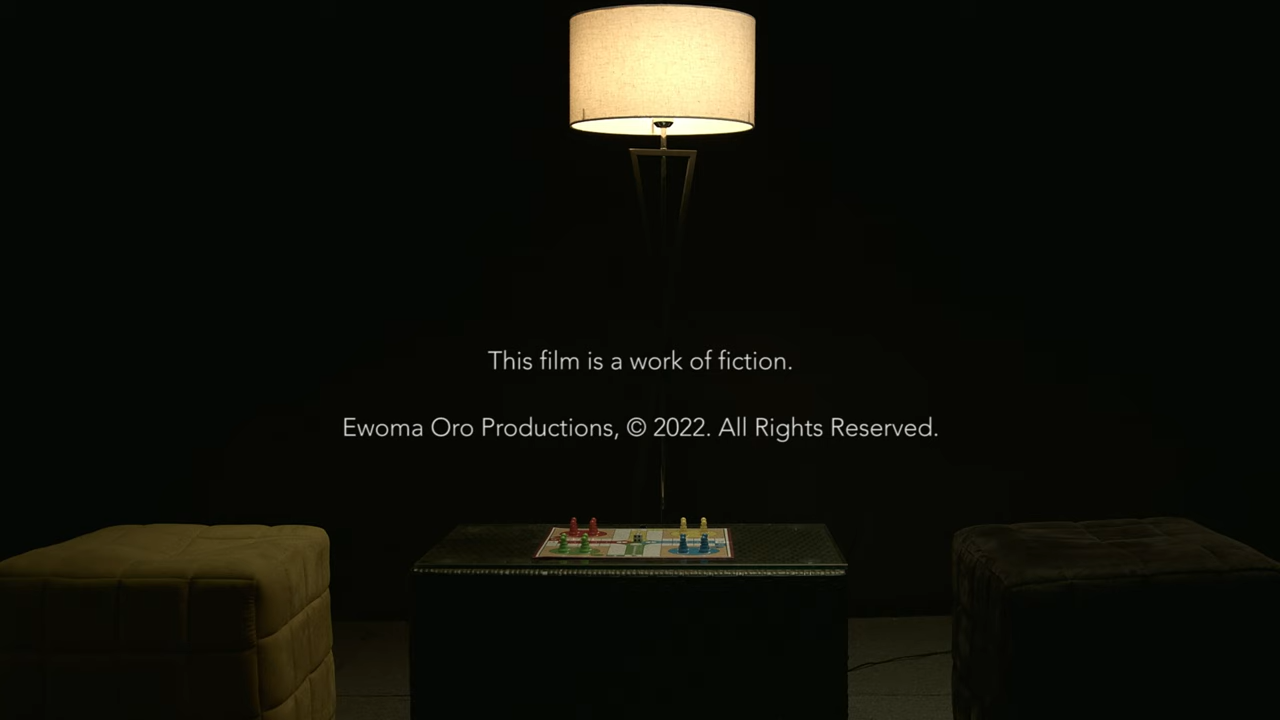 This film is a work of fiction.
Ewoma Oro Productions, © 2022. All Rights Reserved.